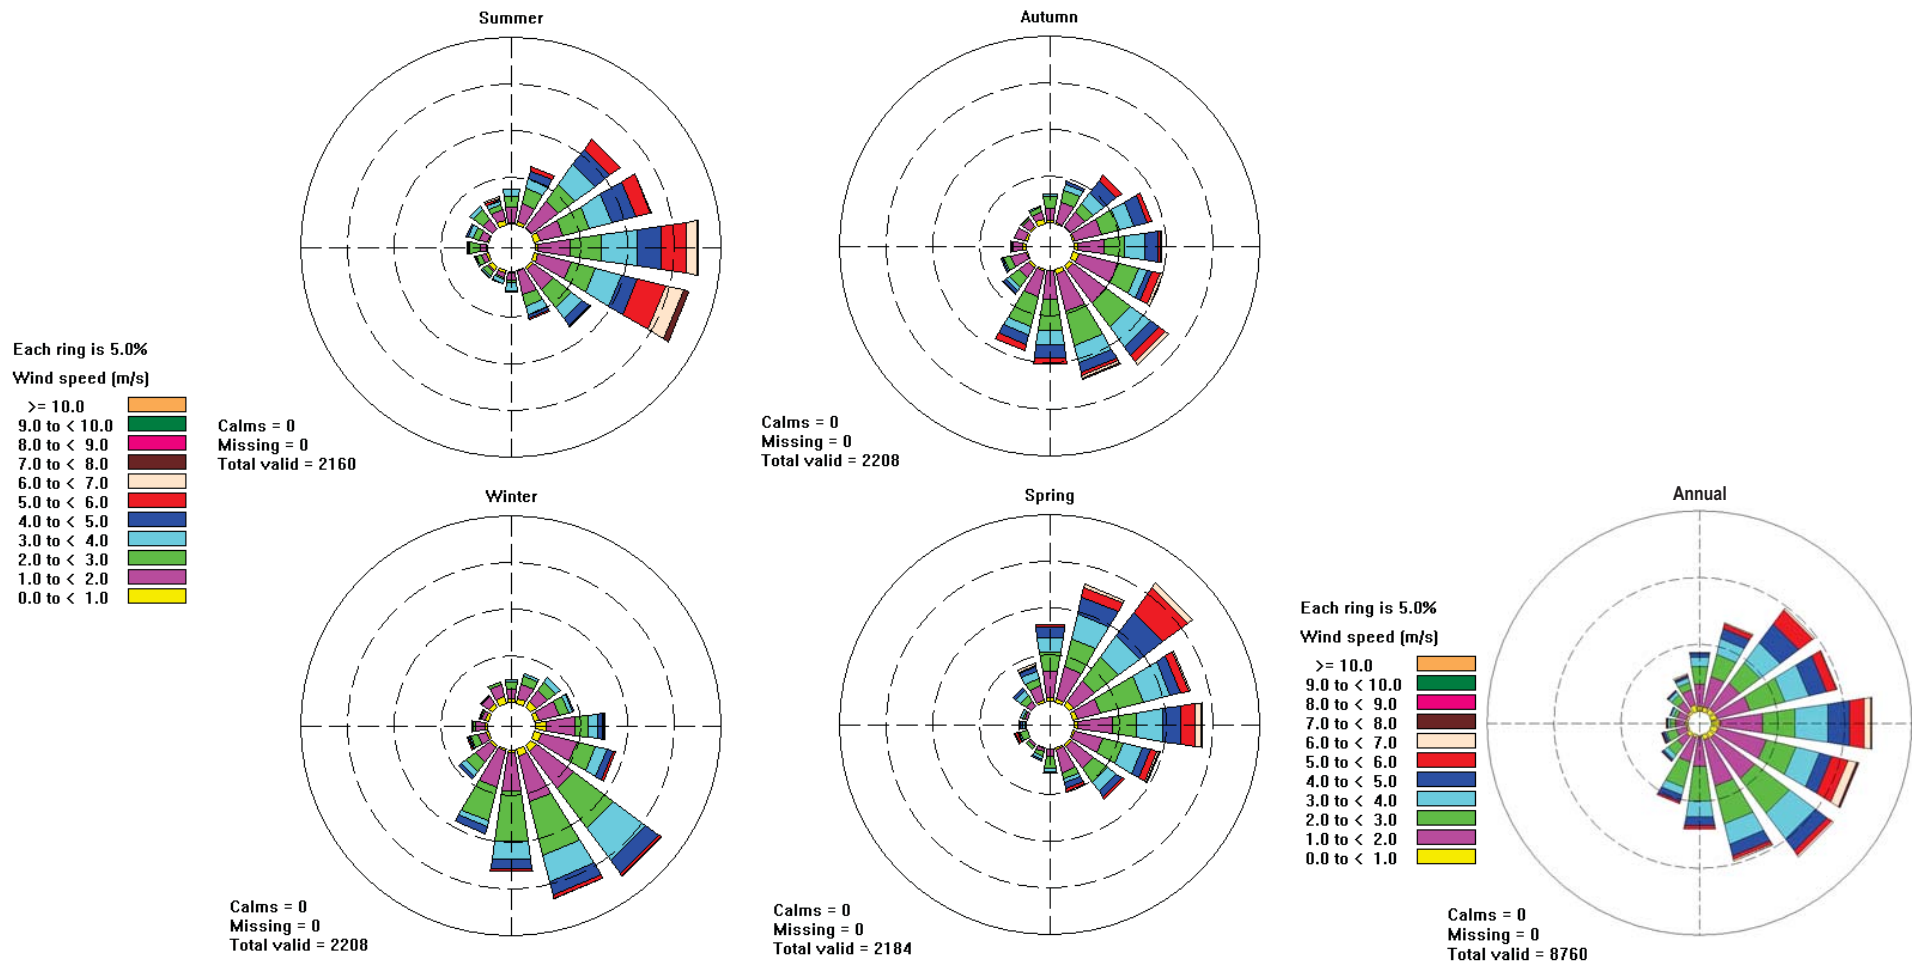 Summer
Autumn
Each ring is 5.0%
Wind speed (m/s)
>= 10.0
9.0 to < 10.0
8.0 to < 9.0
7.0 to < 8.0
6.0 to < 7.0
5.0 to < 6.0
4.0 to < 5.0
3.0 to < 4.0
2.0 to < 3.0
1.0 to < 2.0
0.0 to < 1.0
Calms = 0
Missing = 0
Total valid = 2160
Calms = 0
Missing = 0
Total valid = 2208
Winter
Spring
Annual
Calms = 0
Missing = 0
Total valid = 2208
Calms = 0
Missing = 0
Total valid = 2184
Each ring is 5.0%
Wind speed (m/s)
>= 10.0
9.0 to < 10.0
8.0 to < 9.0
7.0 to < 8.0
6.0 to < 7.0
5.0 to < 6.0
4.0 to < 5.0
3.0 to < 4.0
2.0 to < 3.0
1.0 to < 2.0
0.0 to < 1.0
Calms = 0
Missing = 0
Total valid = 8760